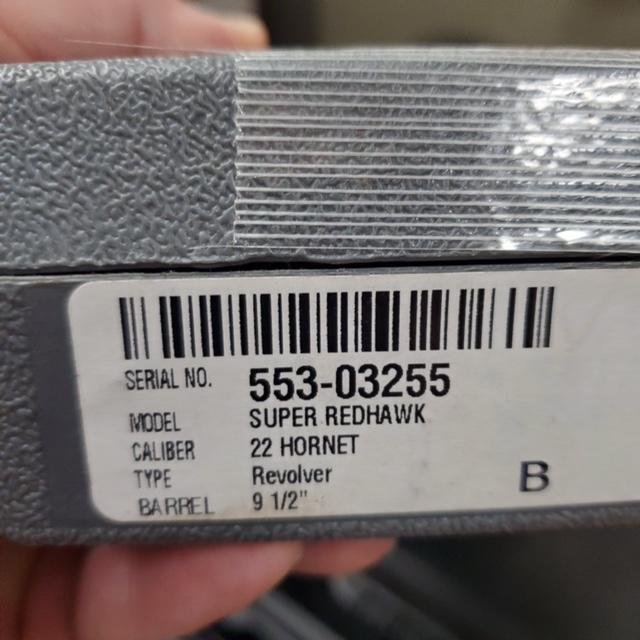 SERIAL NO. 553-03255
MODEL SUPER REDHAWK
CALIBER 22 HORNET
TYPE Revolver B
BARREL 9 1/2"